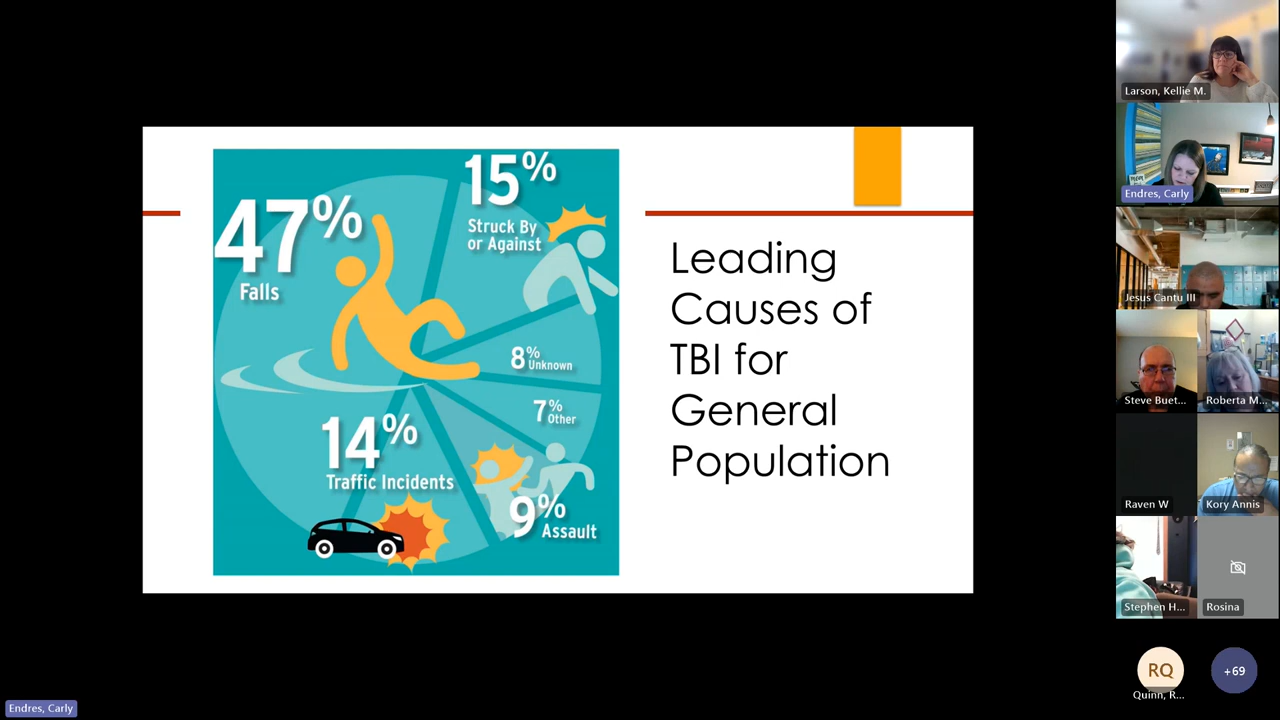 47%
Falls
15%
Struck By
or Against
8%
Unknown
7%
Other
14%
Traffic Incidents
9%
Assault
Leading
Causes of
TBI for
General
Population
Larson, Kellie M.
Endres, Carly
Jesus Cantu III
Steve Buet...
Roberta M...
Raven W
Kory Annis
Stephen H...
Rosina
RQ
Quinn, R...
+69
Endres, Carly